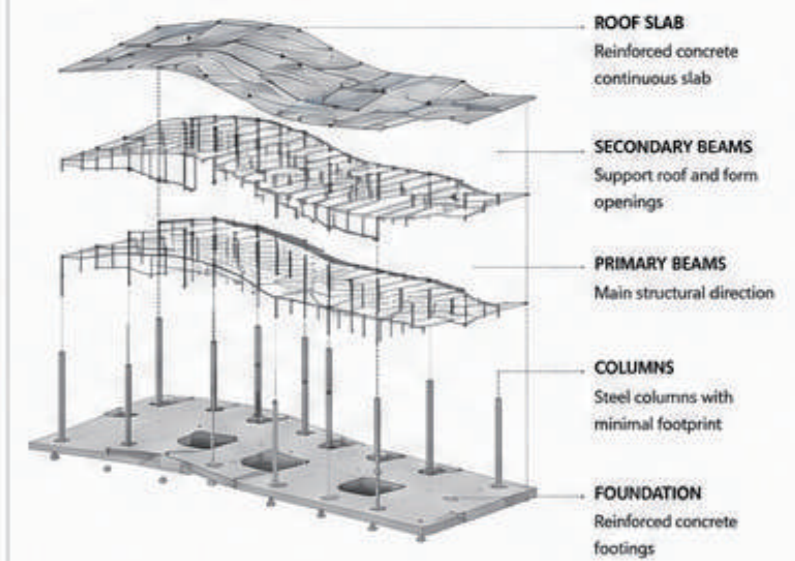 ROOF SLAB
Reinforced concrete
continuous slab
SECONDARY BEAMS
Support roof and form
openings
PRIMARY BEAMS
Main structural direction
COLUMNS
Steel columns with
minimal footprint
FOUNDATION
Reinforced concrete
footings